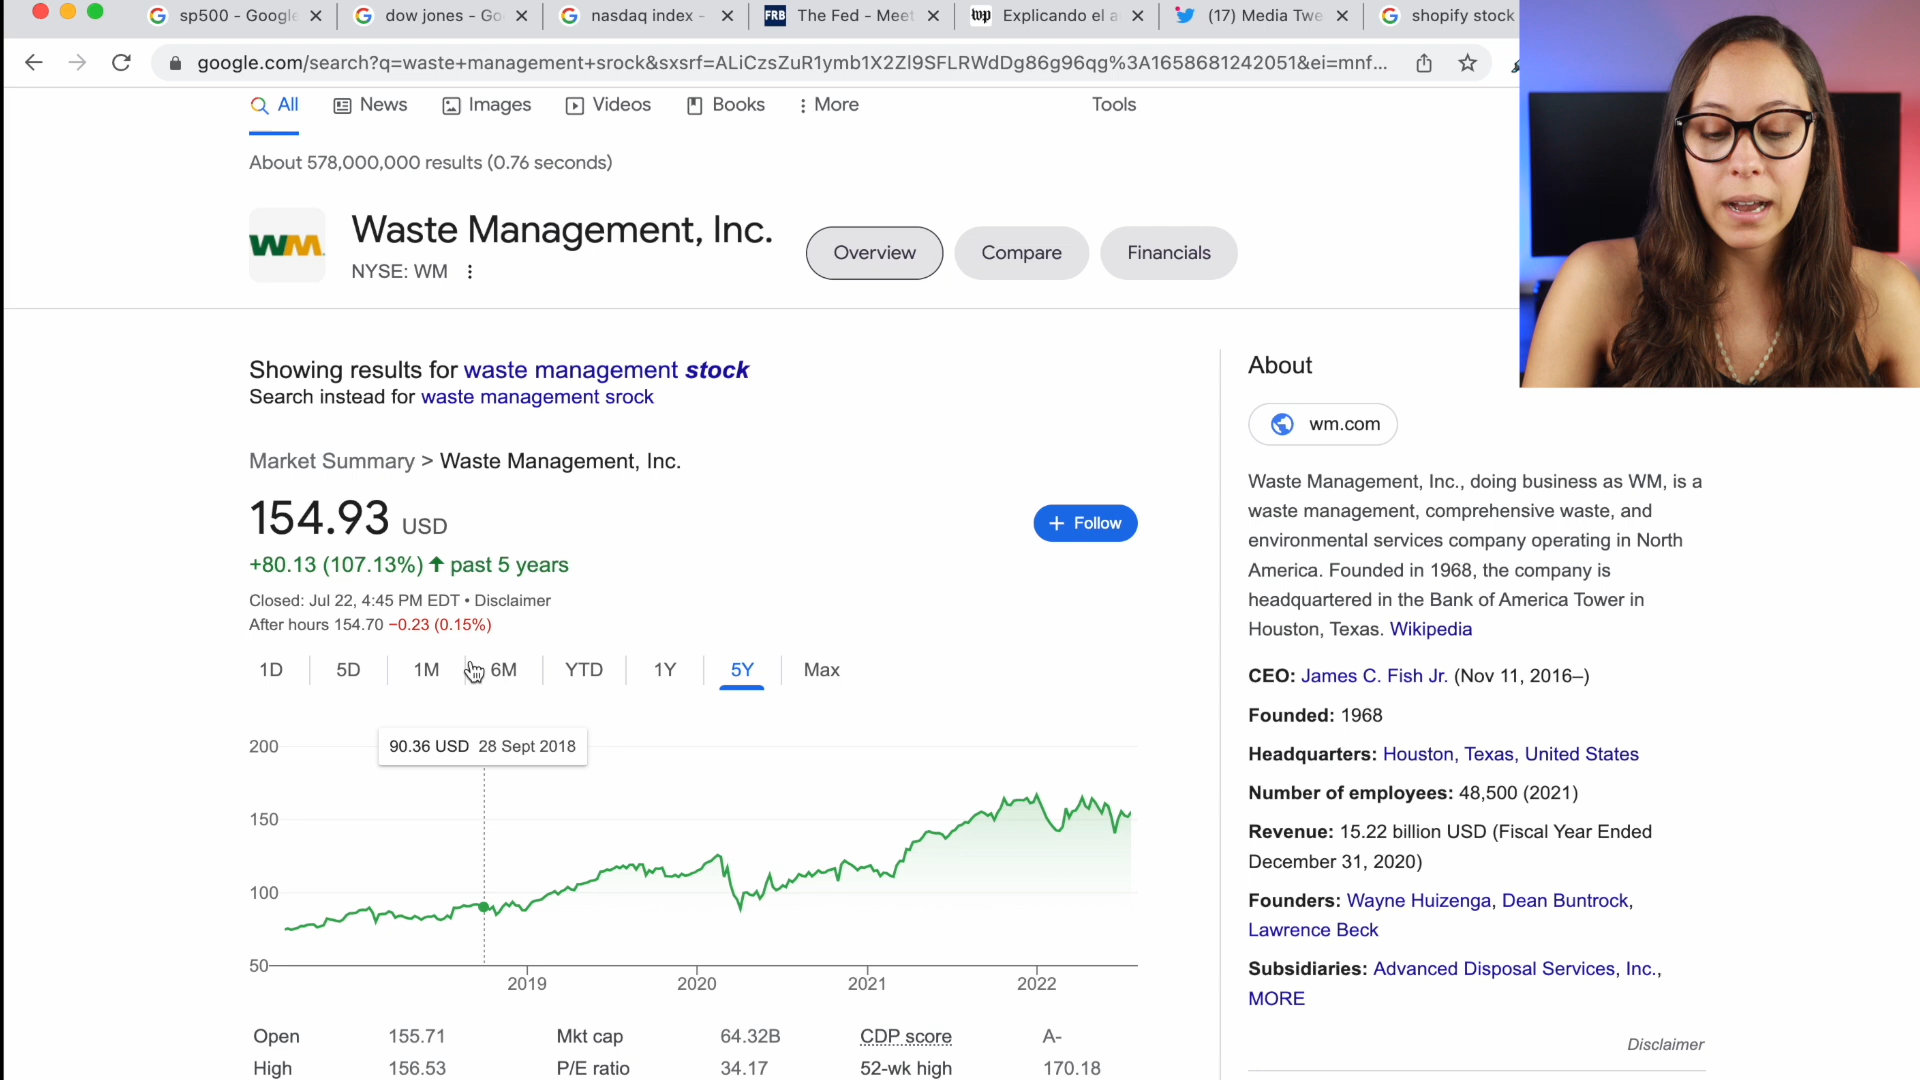 sp500 - Google
dow jones - Go
nasdaq index -
FRB The Fed - Meet
wp Explicando el a
(17) Media Twe
shopify stock
google.com/search?q=waste+management+srock&sxsrf=ALiCzsZuR1ymb1X2Zl9SFLRWdDg86g96qg%3A1658681242051&ei=mnf...
All News Images Videos Books More Tools
About 578,000,000 results (0.76 seconds)
WM.
Waste Management, Inc.
NYSE: WM
Overview Compare Financials
Showing results for waste management stock
Search instead for waste management srock
Market Summary > Waste Management, Inc.
154.93 USD
+ Follow
+80.13 (107.13%) past 5 years
Closed: Jul 22, 4:45 PM EDT • Disclaimer
After hours 154.70 −0.23 (0.15%)
1D 5D 1M 6M YTD 1Y 5Y Max
90.36 USD 28 Sept 2018
200
150
100
50
2019 2020 2021 2022
Open 155.71 Mkt cap 64.32B CDP score A-
High 156.53 P/E ratio 34.17 52-wk high 170.18
About
wm.com
Waste Management, Inc., doing business as WM, is a
waste management, comprehensive waste, and
environmental services company operating in North
America. Founded in 1968, the company is
headquartered in the Bank of America Tower in
Houston, Texas. Wikipedia
CEO: James C. Fish Jr. (Nov 11, 2016–)
Founded: 1968
Headquarters: Houston, Texas, United States
Number of employees: 48,500 (2021)
Revenue: 15.22 billion USD (Fiscal Year Ended
December 31, 2020)
Founders: Wayne Huizenga, Dean Buntrock,
Lawrence Beck
Subsidiaries: Advanced Disposal Services, Inc.,
MORE
Disclaimer